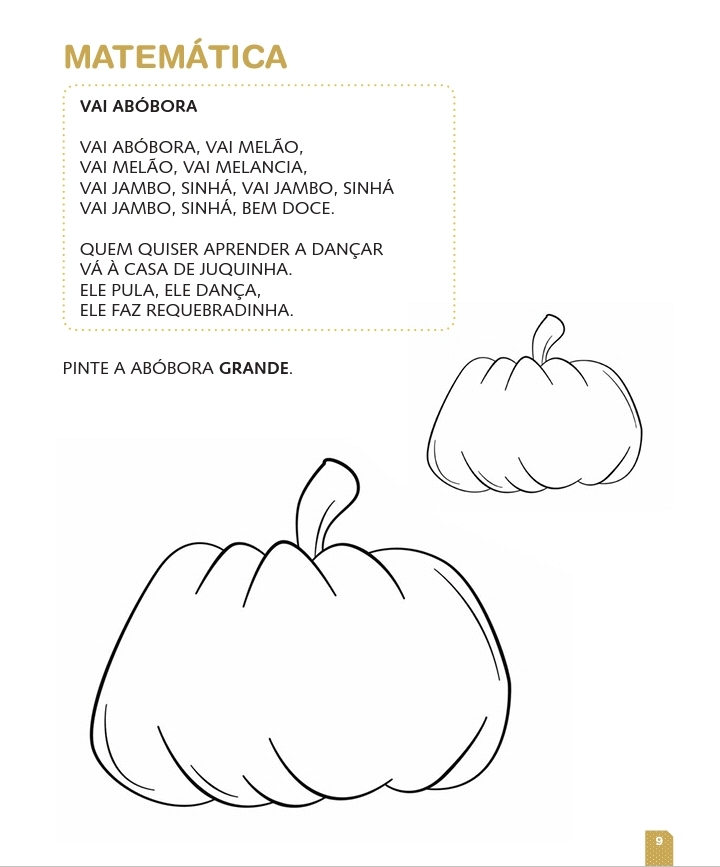 MATEMÁTICA
VAI ABÓBORA
VAI ABÓBORA, VAI MELÃO,
VAI MELÃO, VAI MELANCIA,
VAI JAMBO, SINHÁ, VAI JAMBO, SINHÁ
VAI JAMBO, SINHÁ, BEM DOCE.
QUEM QUISER APRENDER A DANÇAR
VÁ À CASA DE JUQUINHA.
ELE PULA, ELE DANÇA,
ELE FAZ REQUEBRADINHA.
PINTE A ABÓBORA GRANDE.
9